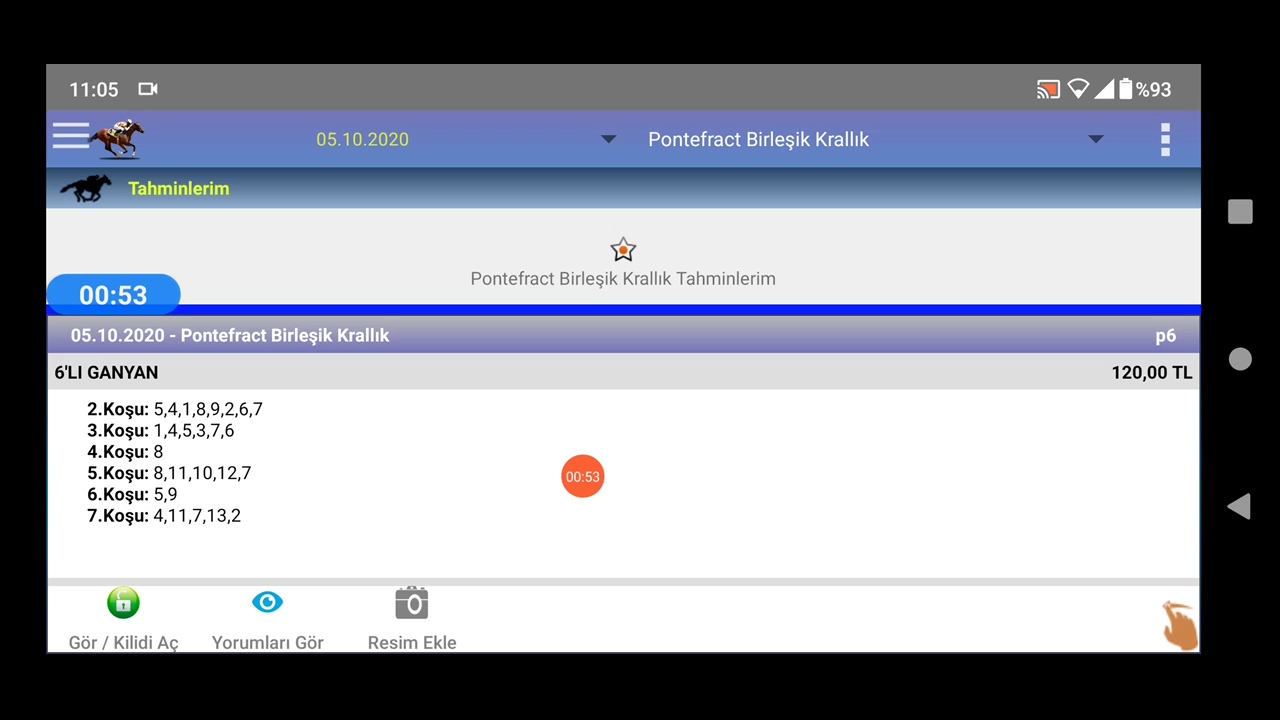 11:05 %93
05.10.2020 Pontefract Birleşik Krallık
Tahminlerim
Pontefract Birleşik Krallık Tahminlerim
00:53
05.10.2020 - Pontefract Birleşik Krallık p6
6'LI GANYAN 120,00 TL
2.Koşu: 5,4,1,8,9,2,6,7
3.Koşu: 1,4,5,3,7,6
4.Koşu: 8
5.Koşu: 8,11,10,12,7
00:53
6.Koşu: 5,9
7.Koşu: 4,11,7,13,2
Gör / Kilidi Aç Yorumları Gör Resim Ekle